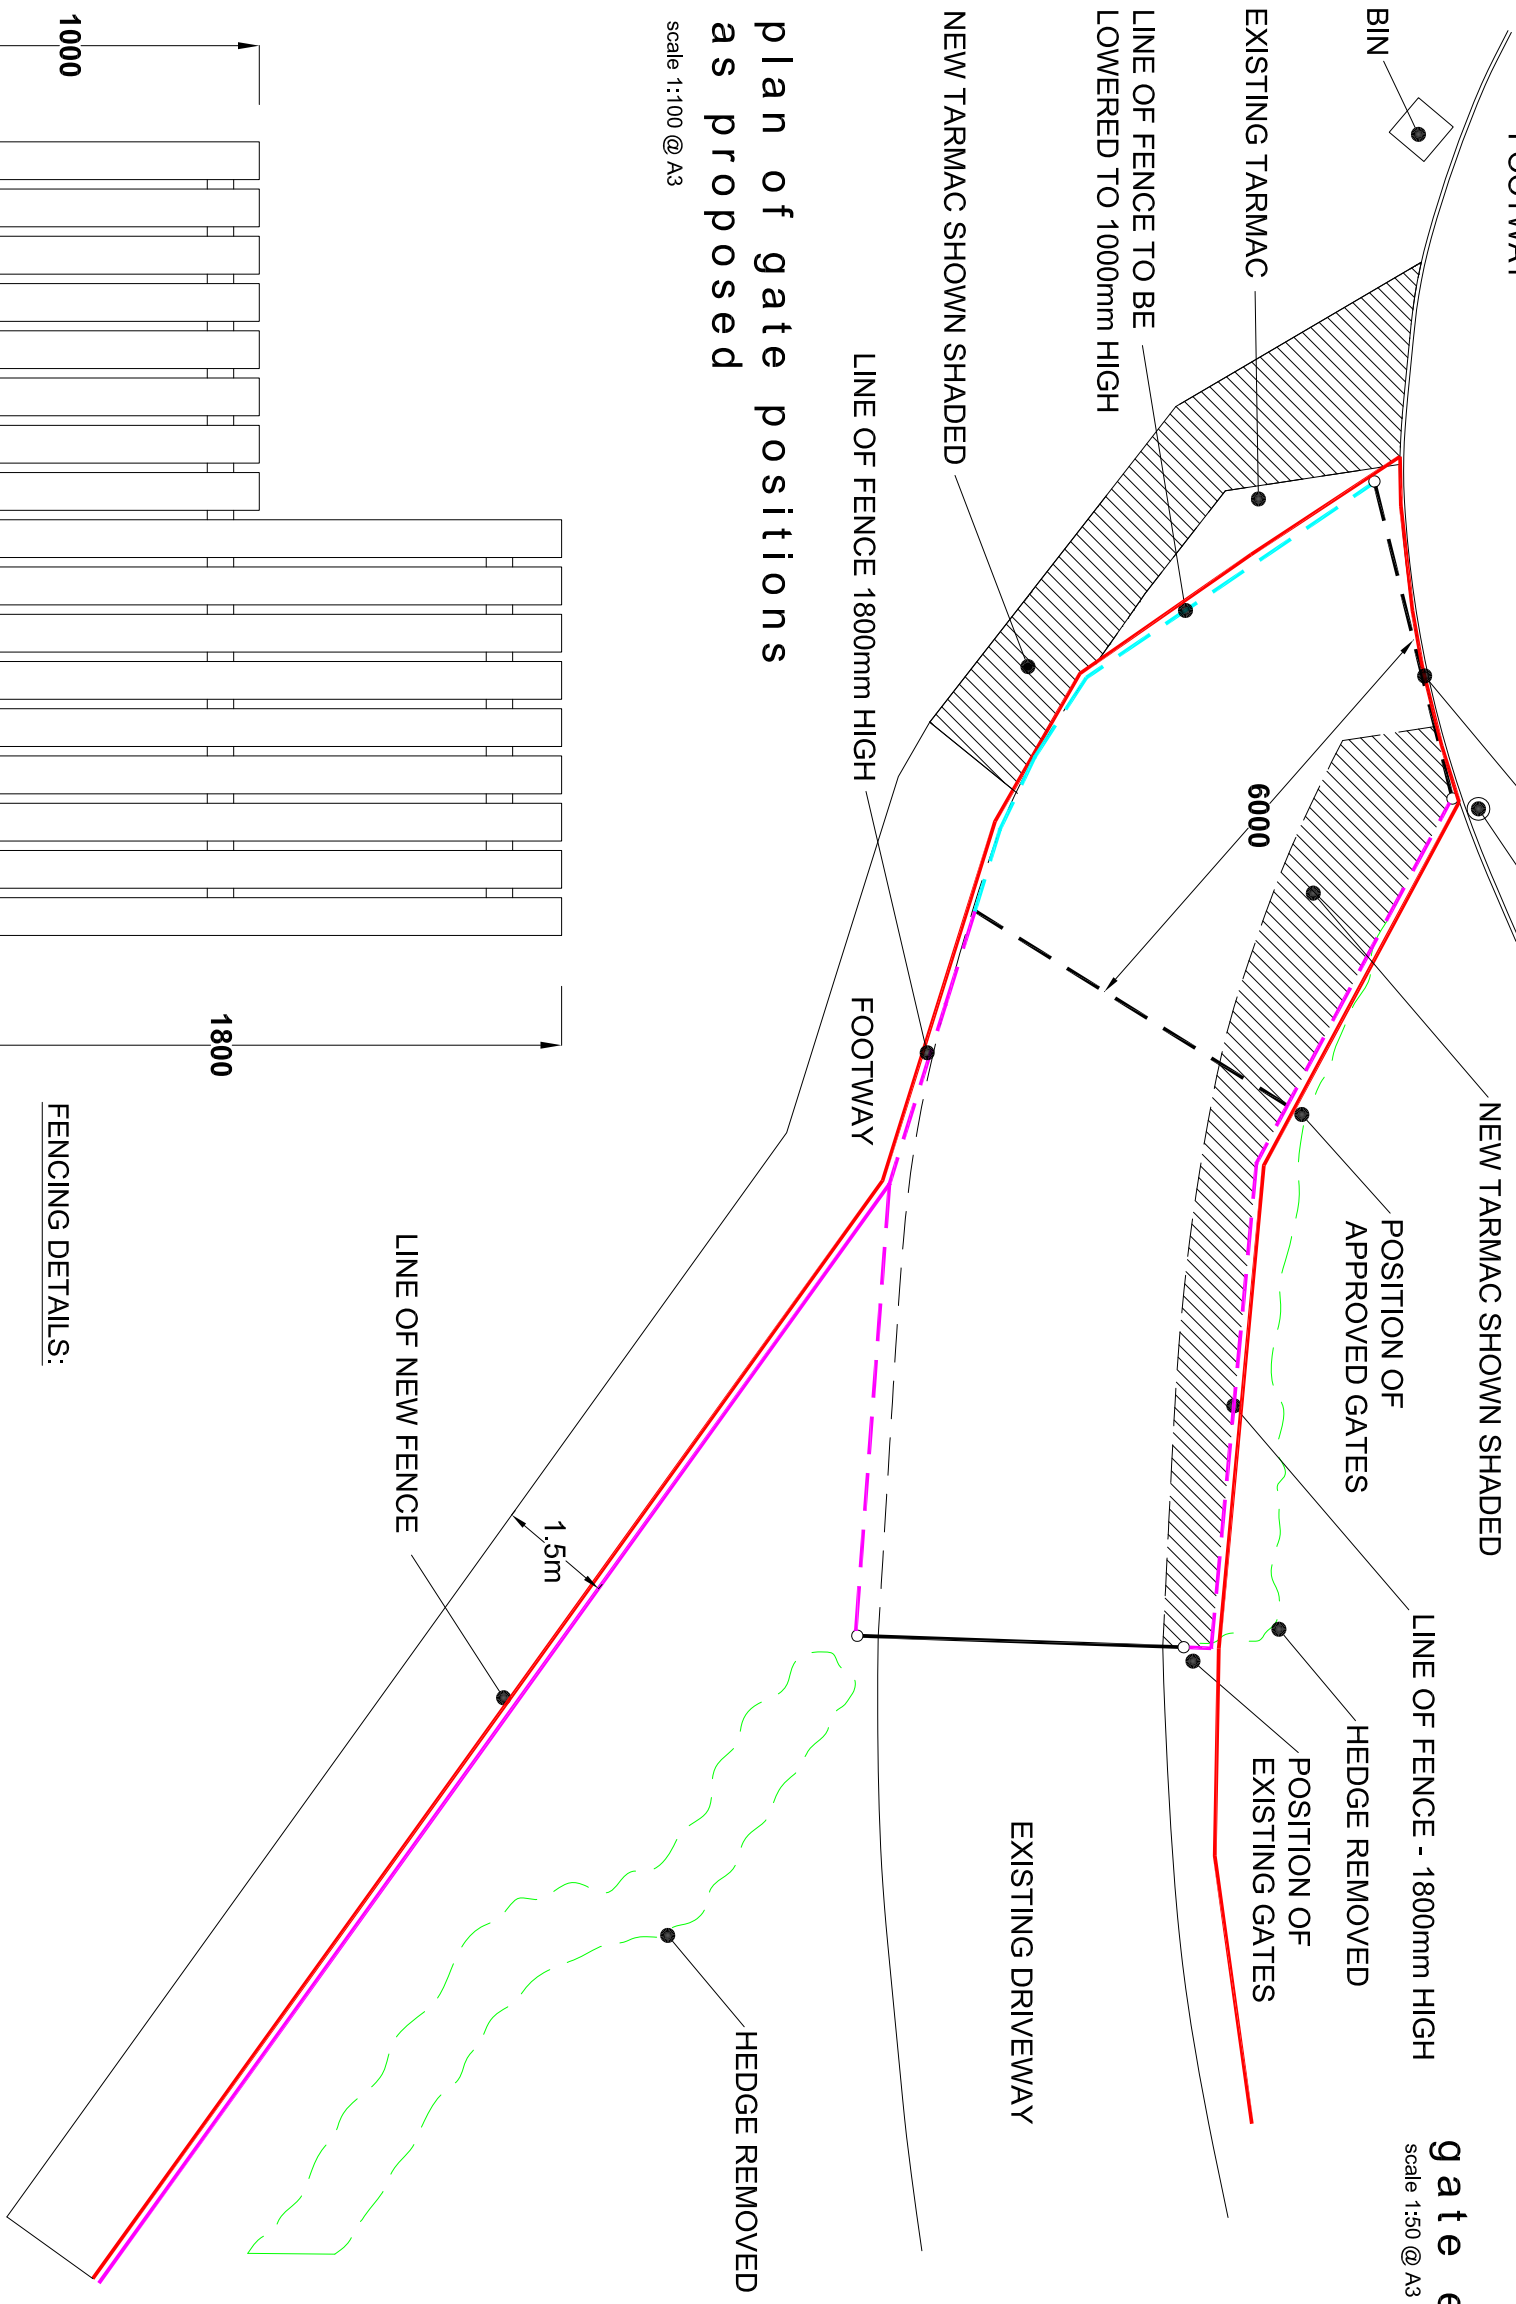 FOOTWAY
BIN
EXISTING TARMAC
LINE OF FENCE TO BE
LOWERED TO 1000mm HIGH
NEW TARMAC SHOWN SHADED
LINE OF FENCE 1800mm HIGH
plan of gate positions
as proposed
scale 1:100 @ A3
6000
FOOTWAY
NEW TARMAC SHOWN SHADED
POSITION OF
APPROVED GATES
LINE OF FENCE - 1800mm HIGH
HEDGE REMOVED
POSITION OF
EXISTING GATES
EXISTING DRIVEWAY
HEDGE REMOVED
LINE OF NEW FENCE
1.5m
gate e
scale 1:50 @ A3
1000
1800
FENCING DETAILS: